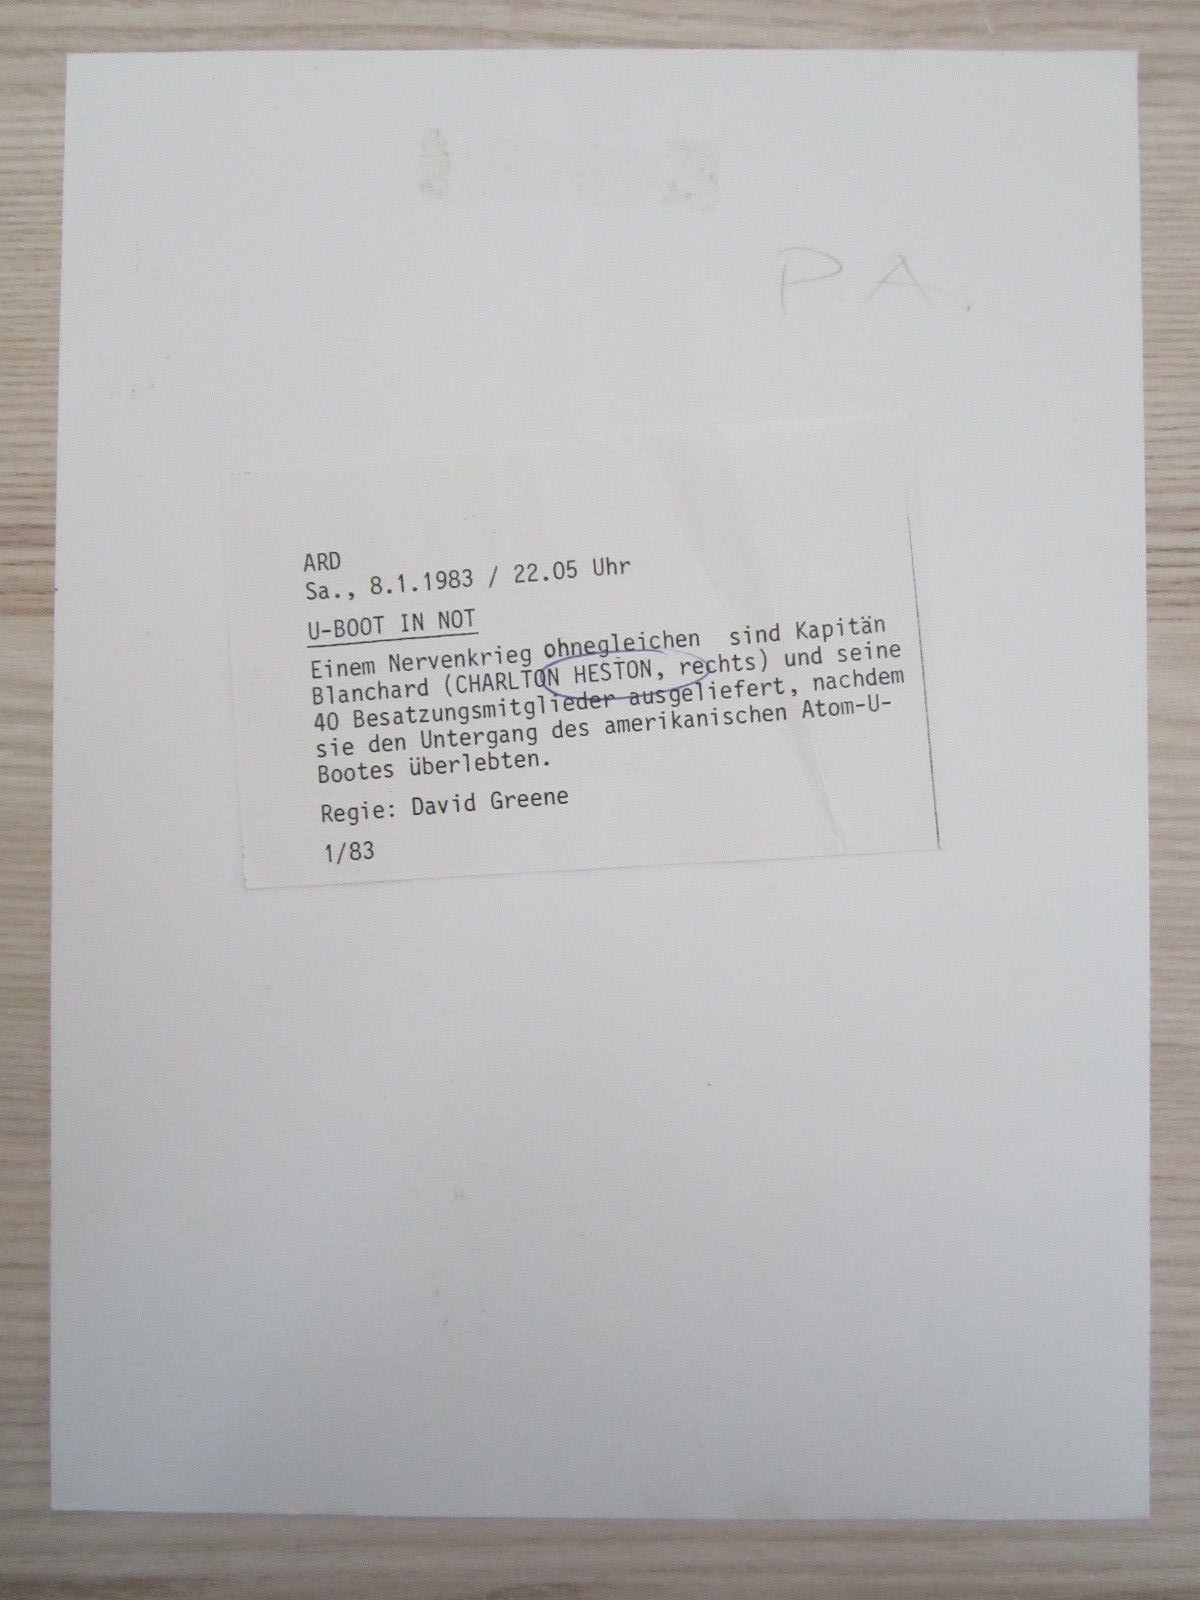 P.A.
ARD
Sa., 8.1.1983 / 22.05 Uhr
U-BOOT IN NOT
Einem Nervenkrieg ohnegleichen sind Kapitän
Blanchard (CHARLTON HESTON, rechts) und seine
40 Besatzungsmitglieder ausgeliefert, nachdem
sie den Untergang des amerikanischen Atom-U-
Bootes überlebten.
Regie: David Greene
1/83